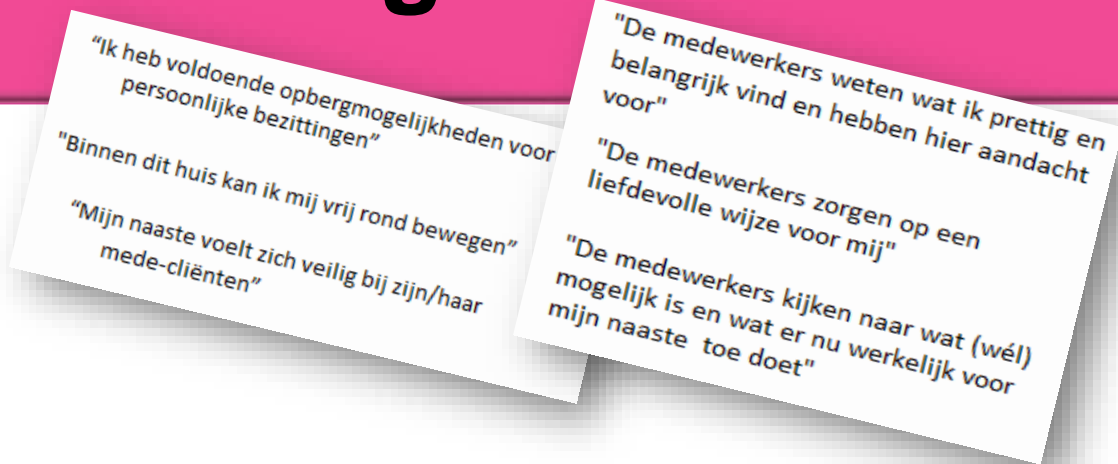 “Ik heb voldoende opbergmogelijkheden voor
persoonlijke bezittingen”
"Binnen dit huis kan ik mij vrij rond bewegen”
“Mijn naaste voelt zich veilig bij zijn/haar
mede-cliënten”
"De medewerkers weten wat ik prettig en
belangrijk vind en hebben hier aandacht
voor"
"De medewerkers zorgen op een
liefdevolle wijze voor mij"
"De medewerkers kijken naar wat (wél)
mogelijk is en wat er nu werkelijk voor
mijn naaste  toe doet"